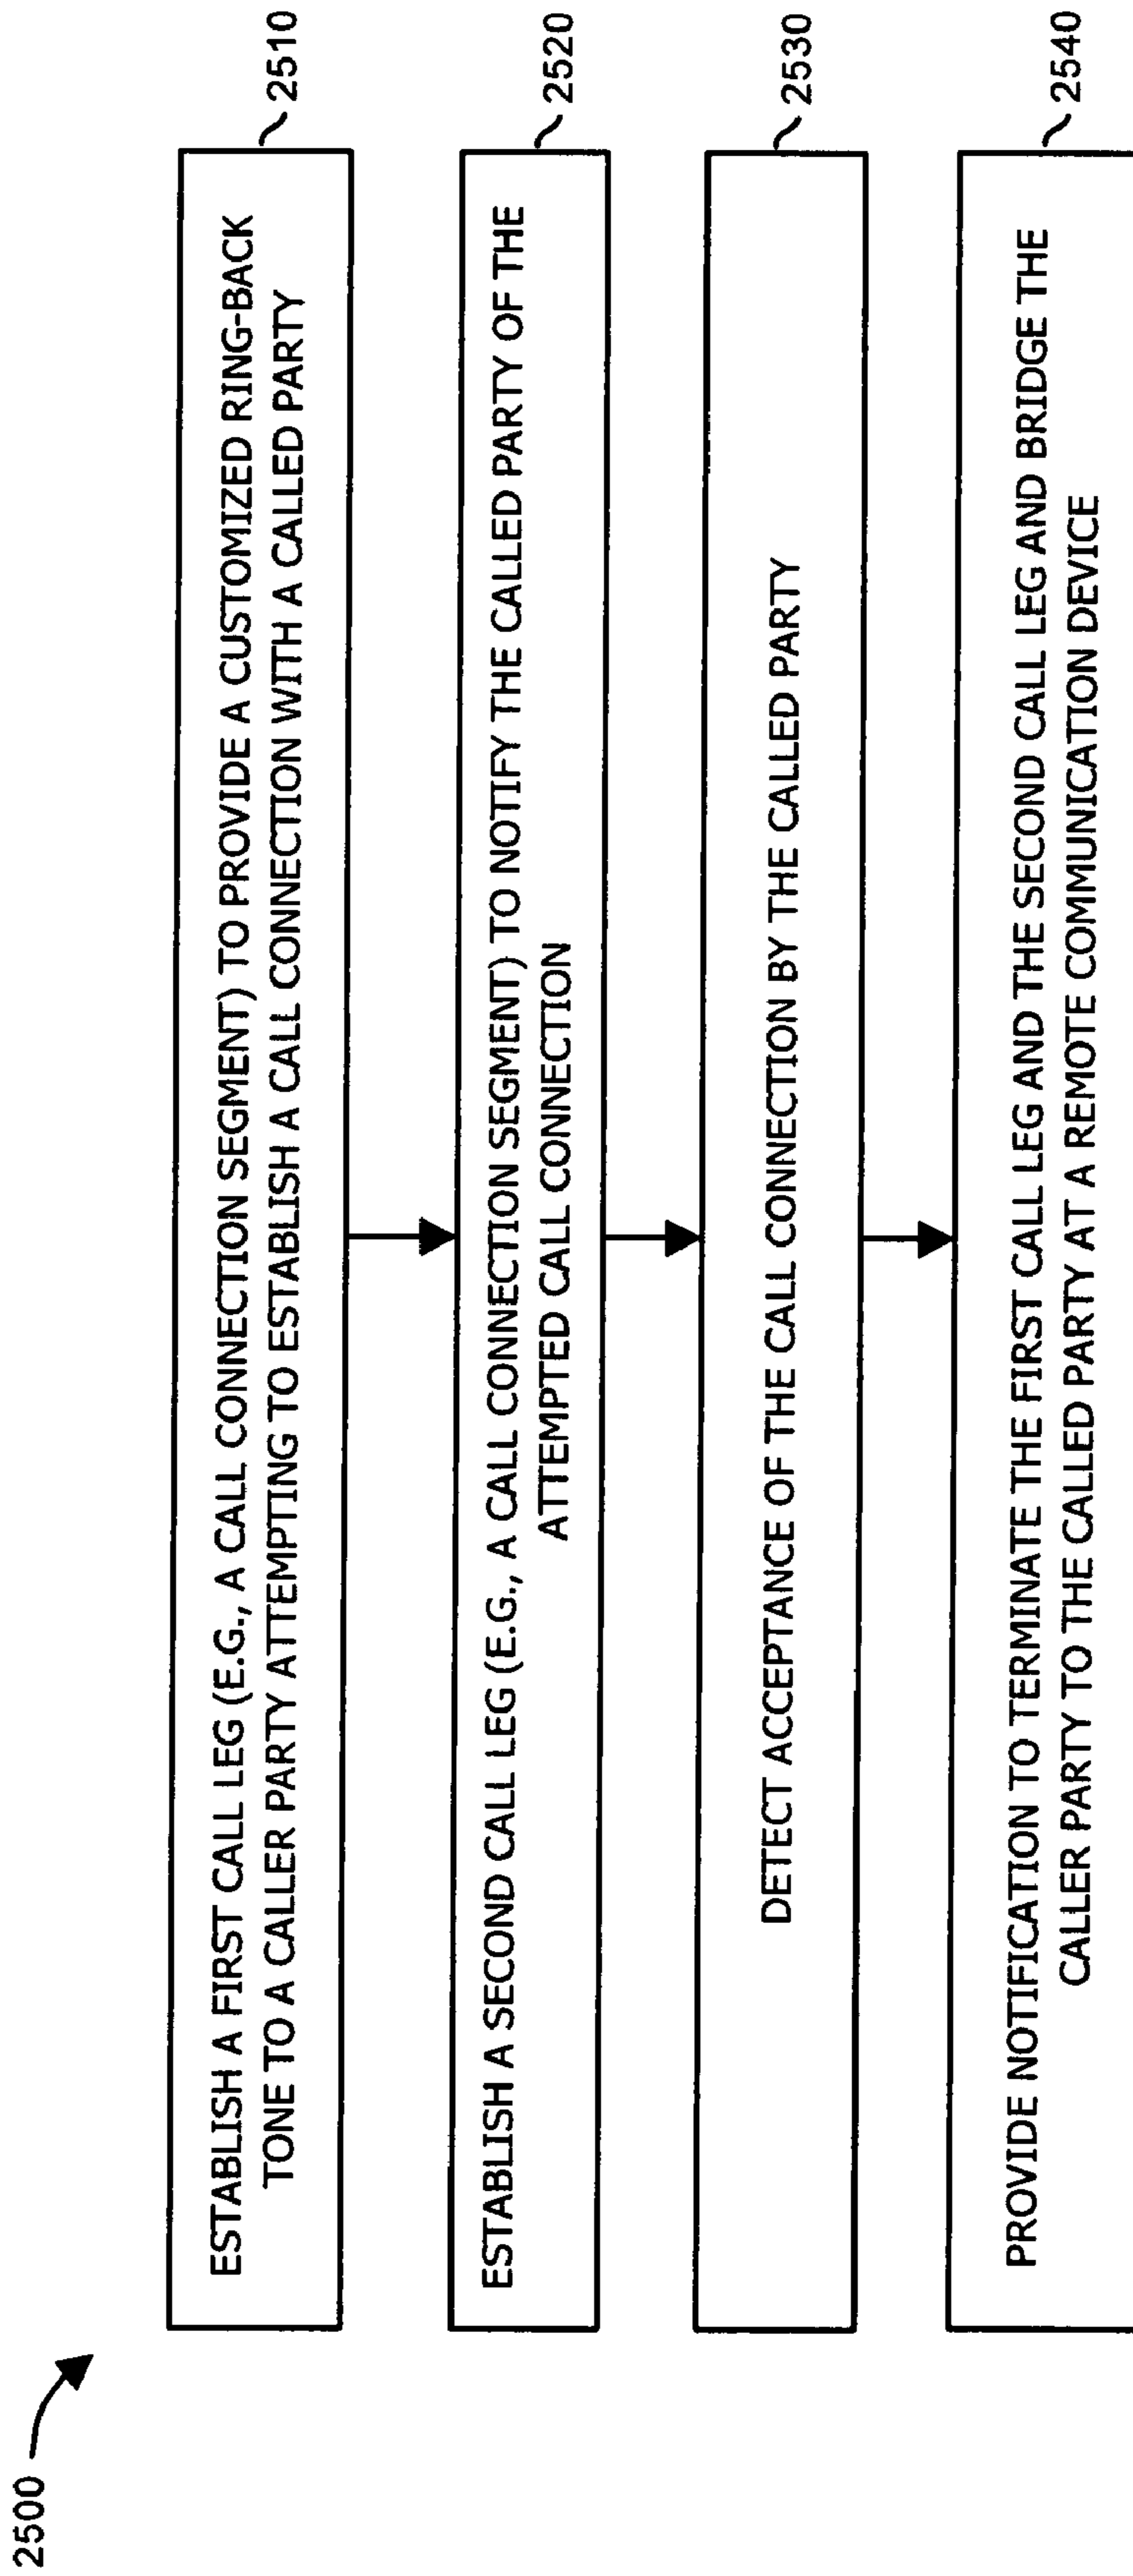 2500
ESTABLISH A FIRST CALL LEG (E.G., A CALL CONNECTION SEGMENT) TO PROVIDE A CUSTOMIZED RING-BACK
TONE TO A CALLER PARTY ATTEMPTING TO ESTABLISH A CALL CONNECTION WITH A CALLED PARTY
2510
ESTABLISH A SECOND CALL LEG (E.G., A CALL CONNECTION SEGMENT) TO NOTIFY THE CALLED PARTY OF THE
ATTEMPTED CALL CONNECTION
2520
DETECT ACCEPTANCE OF THE CALL CONNECTION BY THE CALLED PARTY
2530
PROVIDE NOTIFICATION TO TERMINATE THE FIRST CALL LEG AND THE SECOND CALL LEG AND BRIDGE THE
CALLER PARTY TO THE CALLED PARTY AT A REMOTE COMMUNICATION DEVICE
2540